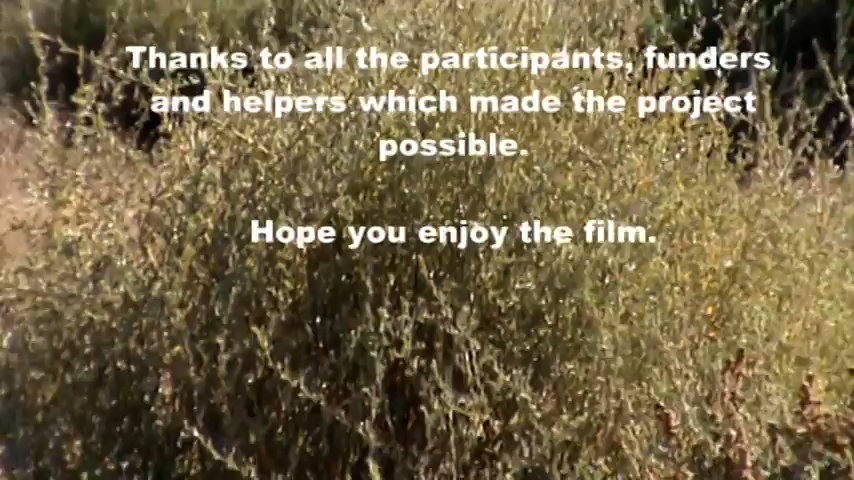 Thanks to all the participants, funders
and helpers which made the project
possible.
Hope you enjoy the film.